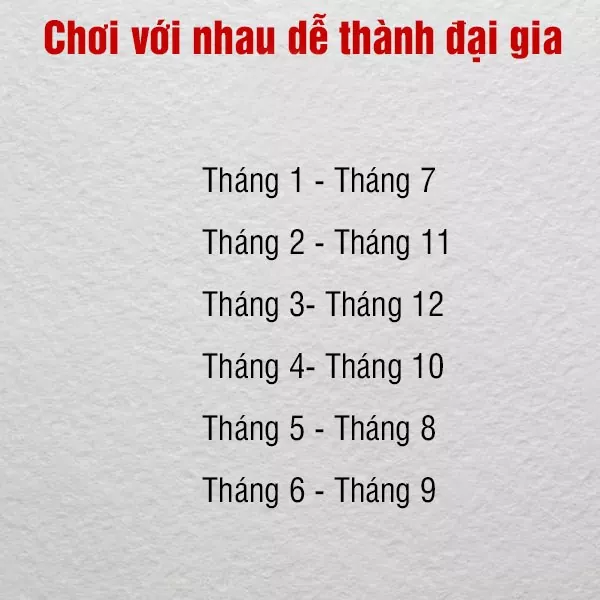 Chơi với nhau dễ thành đại gia
Tháng 1 - Tháng 7
Tháng 2 - Tháng 11
Tháng 3- Tháng 12
Tháng 4- Tháng 10
Tháng 5 - Tháng 8
Tháng 6 - Tháng 9